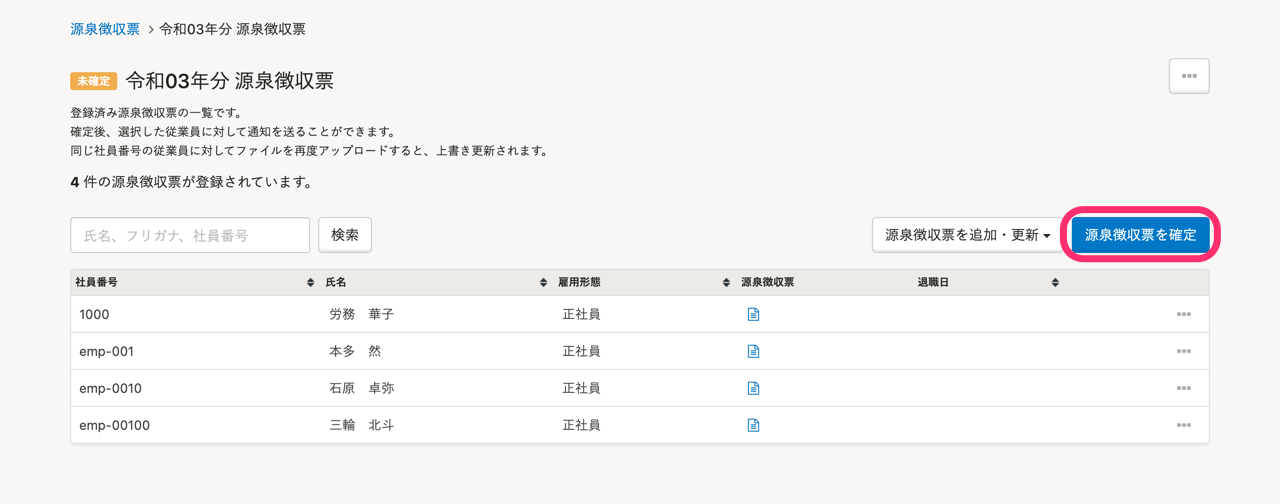 源泉徴収票 > 令和03年分 源泉徴収票
未確定 令和03年分 源泉徴収票
登録済み源泉徴収票の一覧です。
確定後、選択した従業員に対して通知を送ることができます。
同じ社員番号の従業員に対してファイルを再度アップロードすると、上書き更新されます。
4 件の源泉徴収票が登録されています。
氏名、フリガナ、社員番号 検索 源泉徴収票を追加・更新 源泉徴収票を確定
社員番号 氏名 雇用形態 源泉徴収票 退職日
1000 労務 華子 正社員
emp-001 本多 然 正社員
emp-0010 石原 卓弥 正社員
emp-00100 三輪 北斗 正社員